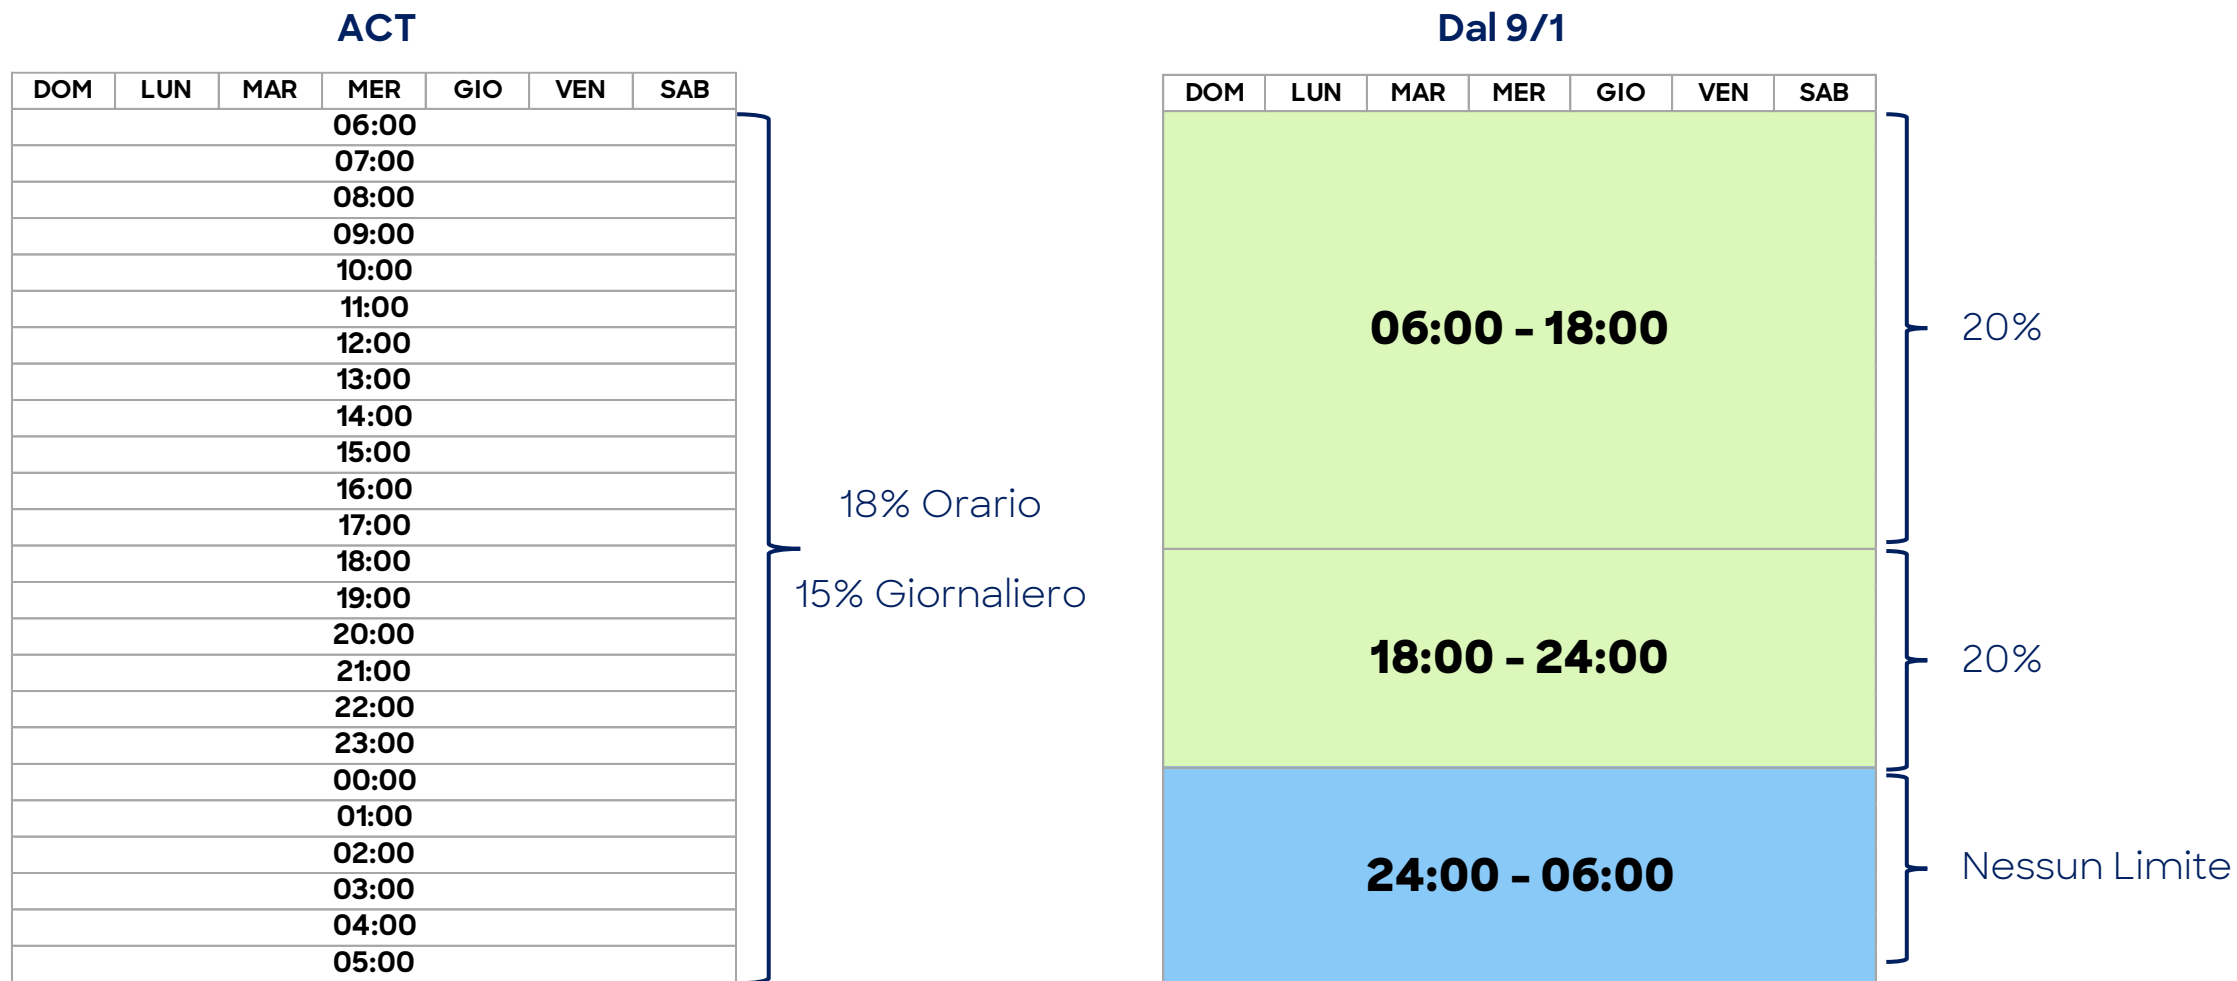 ACT
DOM LUN MAR MER GIO VEN SAB
06:00
07:00
08:00
09:00
10:00
11:00
12:00
13:00
14:00
15:00
16:00
17:00
18:00
19:00
20:00
21:00
22:00
23:00
00:00
01:00
02:00
03:00
04:00
05:00
18% Orario
15% Giornaliero
Dal 9/1
DOM LUN MAR MER GIO VEN SAB
06:00 - 18:00
20%
18:00 - 24:00
20%
24:00 - 06:00
Nessun Limite